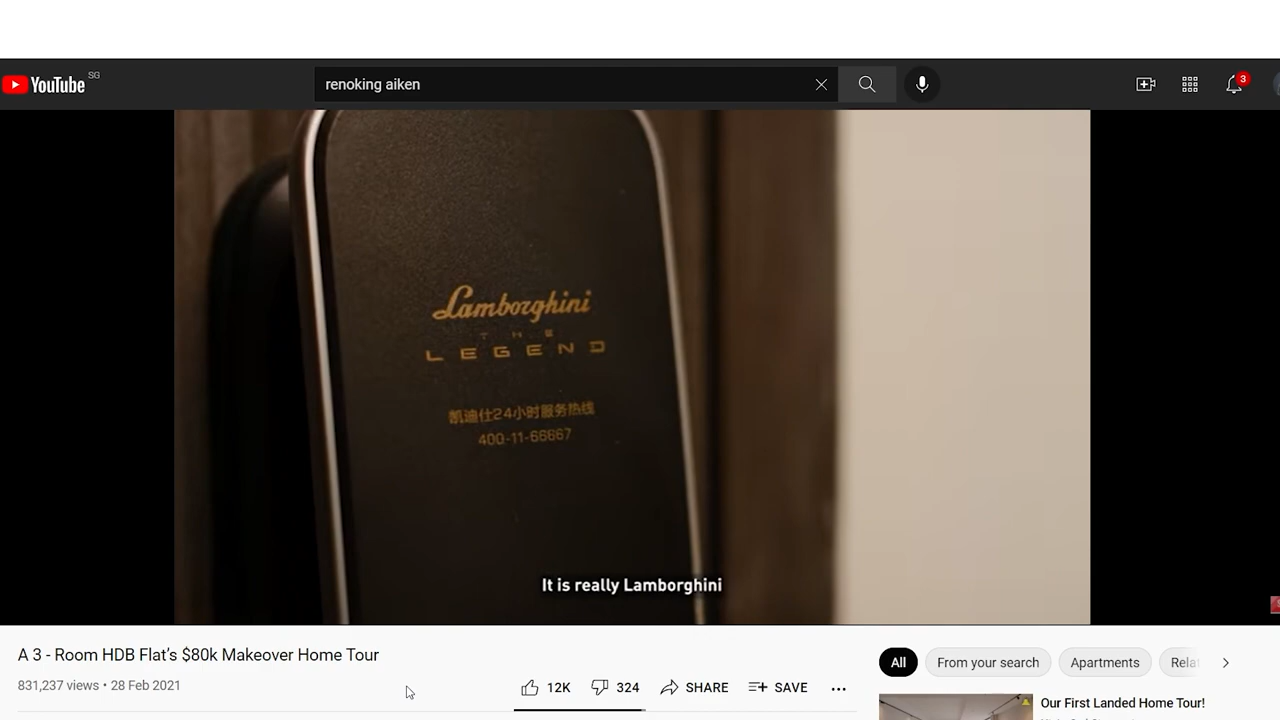 YouTube SG
renoking aiken
3
Lamborghini
THE
LEGEND
凯迪仕24小时服务热线
400-11-66667
It is really Lamborghini
A 3 - Room HDB Flat’s $80k Makeover Home Tour
831,237 views • 28 Feb 2021
12K
324
SHARE
SAVE
All
From your search
Apartments
Relat
Our First Landed Home Tour!